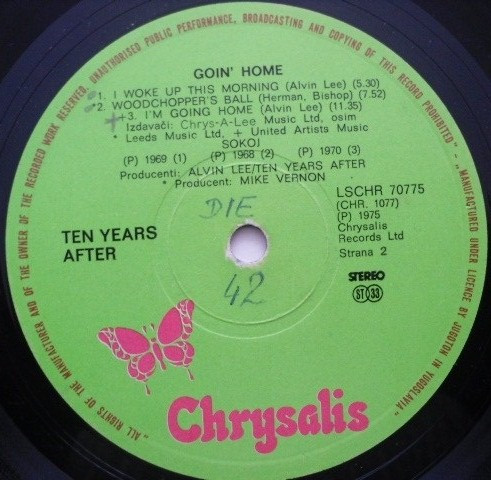 "ALL RIGHTS OF THE MANUFACTURER AND OF THE OWNER OF THE RECORDED WORK RESERVED. UNAUTHORISED PUBLIC PERFORMANCE, BROADCASTING AND COPYING OF THIS RECORD PROHIBITED" – "MANUFACTURED UNDER LICENCE BY JUGOTON IN YUGOSLAVIA"
GOIN' HOME
*1. I WOKE UP THIS MORNING (Alvin Lee) (5.30)
*2. WOODCHOPPER'S BALL (Herman, Bishop) (7.52)
+3. I'M GOING HOME (Alvin Lee) (11.35)
Izdavači: Chrys-A-Lee Music Ltd, osim
* Leeds Music Ltd, + United Artists Music
SOKOJ
(P) 1969 (1) (P) 1968 (2) (P) 1970 (3)
Producenti: ALVIN LEE/TEN YEARS AFTER
* Producent: MIKE VERNON
DIE
LSCHR 70775
(CHR. 1077)
(P) 1975
Chrysalis
Records Ltd
Strana 2
TEN YEARS
AFTER
42
STEREO
ST 33
Chrysalis